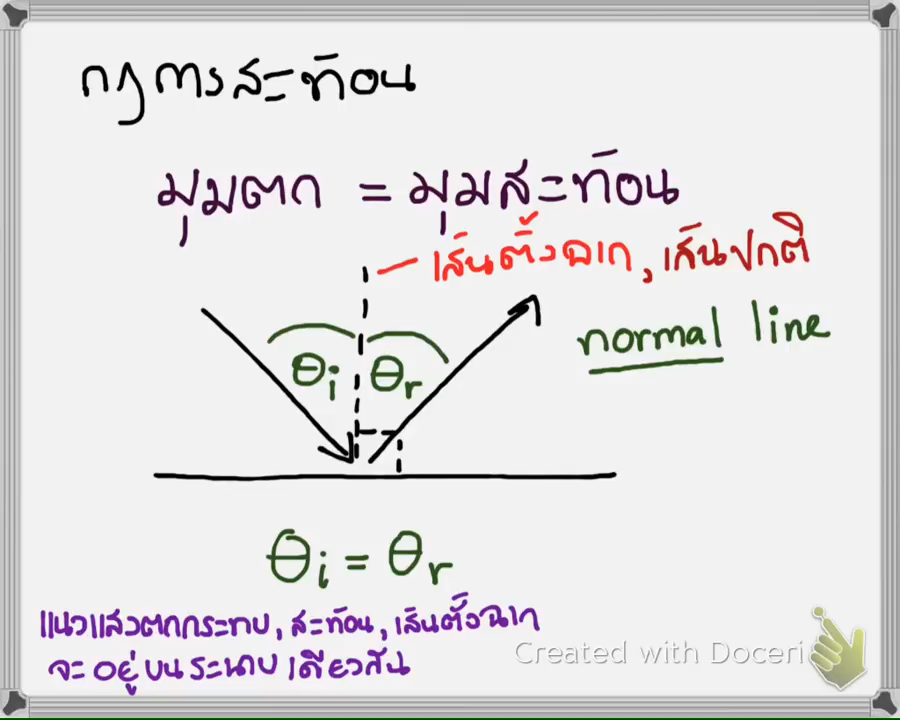 กฎการสะท้อน
มุมตก = มุมสะท้อน
เส้นตั้งฉาก, เส้นปกติ
normal line
θi θr
θi = θr
แนวแสงตกกระทบ, สะท้อน, เส้นตั้งฉาก
จะอยู่บนระนาบเดียวกัน
Created with Doceri